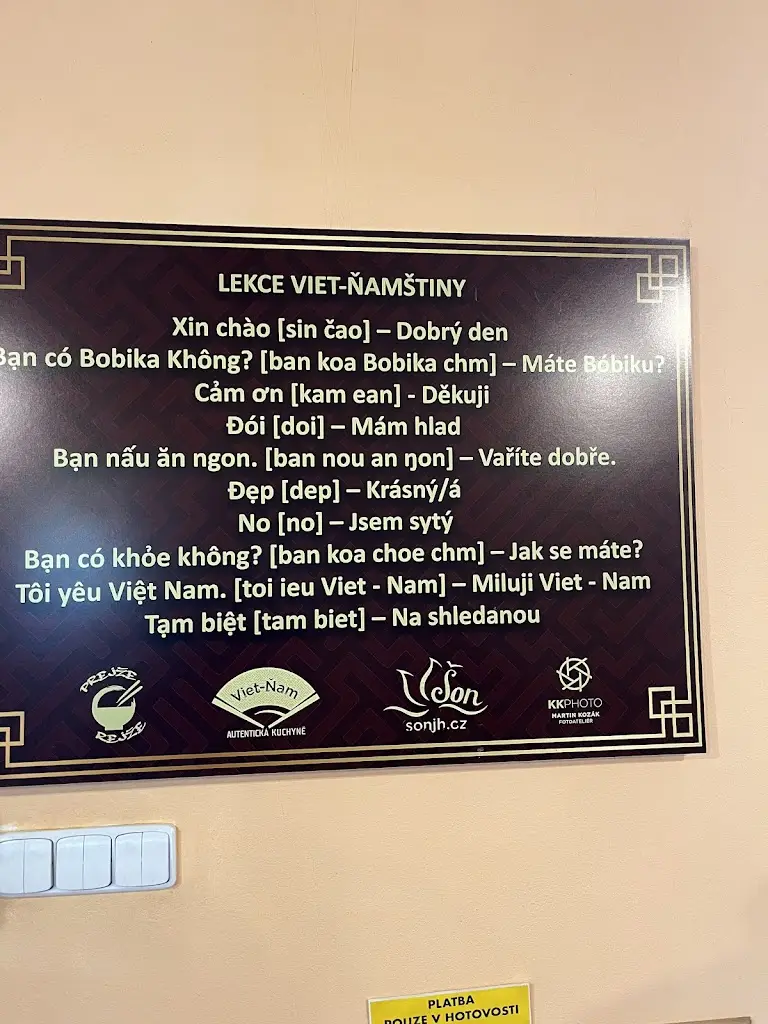 LEKCE VIET-ŇAMŠTINY
Xin chào [sin čao] – Dobrý den
Bạn có Bobika Không? [ban koa Bobika chm] – Máte Bóbiku?
Cảm ơn [kam ean] - Děkuji
Đói [doi] – Mám hlad
Bạn nấu ăn ngon. [ban nou an ŋon] – Vaříte dobře.
Đẹp [dep] – Krásný/á
No [no] – Jsem sytý
Bạn có khỏe không? [ban koa choe chm] – Jak se máte?
Tôi yêu Việt Nam. [toi ieu Viet - Nam] – Miluji Viet - Nam
Tạm biệt [tam biet] – Na shledanou
PREJŽE
REJŽE
Viet-Ňam
AUTENTICKÁ KUCHYNĚ
Šon
sonjh.cz
KKPHOTO
MARTIN KOZÁK
FOTOATELIÉR
PLATBA
POUZE V HOTOVOSTI